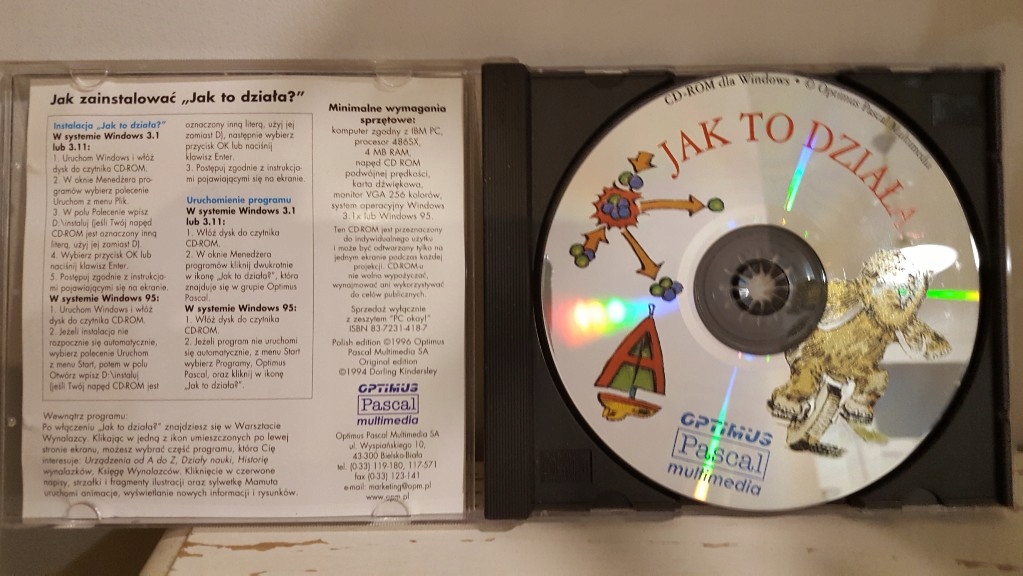 Jak zainstalować „Jak to działa?”
Instalacja „Jak to działa?”
W systemie Windows 3.1
lub 3.11:
1. Uruchom Windows i włóż
dysk do czytnika CD-ROM.
2. W oknie Menedżera pro-
gramów wybierz polecenie
Uruchom z menu Plik.
3. W polu Polecenie wpisz
D:\instaluj (jeśli Twój napęd
CD-ROM jest oznaczony inną
literą, użyj jej zamiast D).
4. Wybierz przycisk OK lub
naciśnij klawisz Enter.
5. Postępuj zgodnie z instrukcja-
mi pojawiającymi się na ekranie.
W systemie Windows 95:
1. Uruchom Windows i włóż
dysk do czytnika CD-ROM.
2. Jeżeli instalacja nie
rozpocznie się automatycznie,
wybierz polecenie Uruchom
z menu Start, potem w polu
Otwórz wpisz D:\instaluj
(jeśli Twój napęd CD-ROM jest
oznaczony inną literą, użyj jej
zamiast D), następnie wybierz
przycisk OK lub naciśnij
klawisz Enter.
3. Postępuj zgodnie z instrukcja-
mi pojawiającymi się na ekranie.
Uruchomienie programu
W systemie Windows 3.1
lub 3.11:
1. Włóż dysk do czytnika
CD-ROM.
2. W oknie Menedżera
programów kliknij dwukrotnie
w ikonę „Jak to działa?”, która
znajduje się w grupie Optimus
Pascal.
W systemie Windows 95:
1. Włóż dysk do czytnika
CD-ROM.
2. Jeżeli program nie uruchomi
się automatycznie, z menu Start
wybierz Programy, Optimus
Pascal, oraz kliknij w ikonę
„Jak to działa?”.
Wewnątrz programu:
Po włączeniu „Jak to działa?” znajdziesz się w Warsztacie
Wynalazcy. Klikając w jedną z ikon umieszczonych po lewej
stronie ekranu, możesz wybrać część programu, która Cię
interesuje: Urządzenia od A do Z, Działy nauki, Historię
wynalazków, Księgę Wynalazców. Kliknięcie w czerwone
napisy, strzałki i fragmenty ilustracji oraz sylwetkę Mamuta
uruchomi animacje, wyświetlanie nowych informacji i rysunków.
Minimalne wymagania
sprzętowe:
komputer zgodny z IBM PC,
procesor 486SX,
4 MB RAM,
napęd CD ROM
podwójnej prędkości,
karta dźwiękowa,
monitor VGA 256 kolorów,
system operacyjny Windows
3.1x lub Windows 95.
Ten CD-ROM jest przeznaczony
do indywidualnego użytku
i może być odtwarzany tylko na
jednym ekranie podczas każdej
projekcji. CD-ROM-u
nie wolno wypożyczać,
wynajmować ani wykorzystywać
do celów publicznych.
Sprzedaż wyłącznie
z zeszytem "PC okay!"
ISBN 83-7231-418-7
Polish edition ©1996 Optimus
Pascal Multimedia SA
Original edition
©1994 Dorling Kindersley
OPTIMUS
Pascal
multimedia
Optimus Pascal Multimedia SA
ul. Wyspiańskiego 10,
43-300 Bielsko-Biała
tel. (0-33) 119-180, 117-571
fax (0-33) 123-141
e-mail: marketing@opm.pl
www.opm.pl
CD-ROM dla Windows • © Optimus Pascal Multimedia
JAK TO DZIAŁA
OPTIMUS
Pascal
multimedia